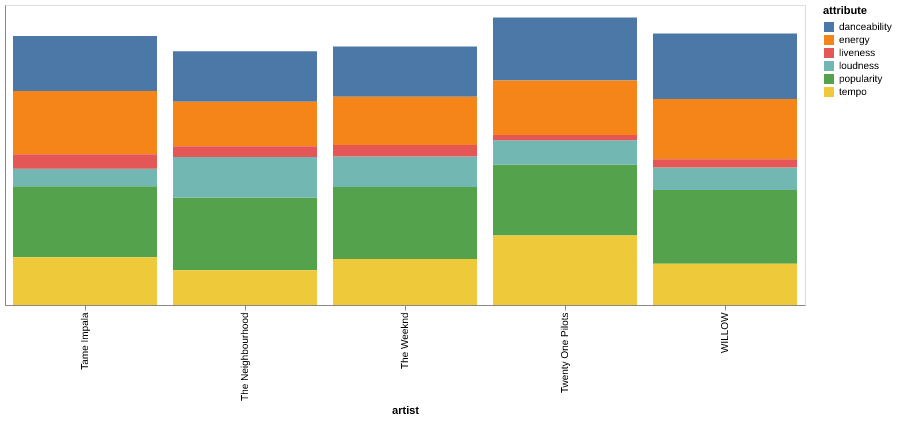 attribute
danceability
energy
liveness
loudness
popularity
tempo
Tame Impala
The Neighbourhood
The Weeknd
Twenty One Pilots
WILLOW
artist